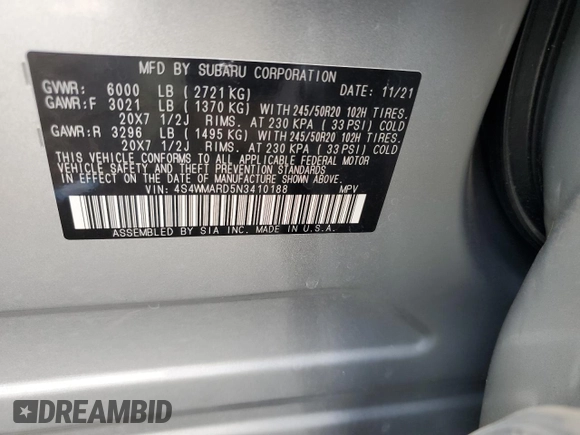 MFD BY SUBARU CORPORATION
GVWR: 6000 LB ( 2721 KG) DATE: 11/21
GAWR:F 3021 LB ( 1370 KG) WITH 245/50R20 102H TIRES,
20X7 1/2J RIMS, AT 230 KPA ( 33 PSI) COLD
GAWR:R 3296 LB ( 1495 KG) WITH 245/50R20 102H TIRES,
20X7 1/2J RIMS, AT 230 KPA ( 33 PSI) COLD
THIS VEHICLE CONFORMS TO ALL APPLICABLE FEDERAL MOTOR
VEHICLE SAFETY AND THEFT PREVENTION STANDARDS
IN EFFECT ON THE DATE OF MANUFACTURE SHOWN ABOVE.
VIN: 4S4WMARD5N3410188 MPV
ASSEMBLED BY SIA INC. MADE IN U.S.A.
DREAMBID